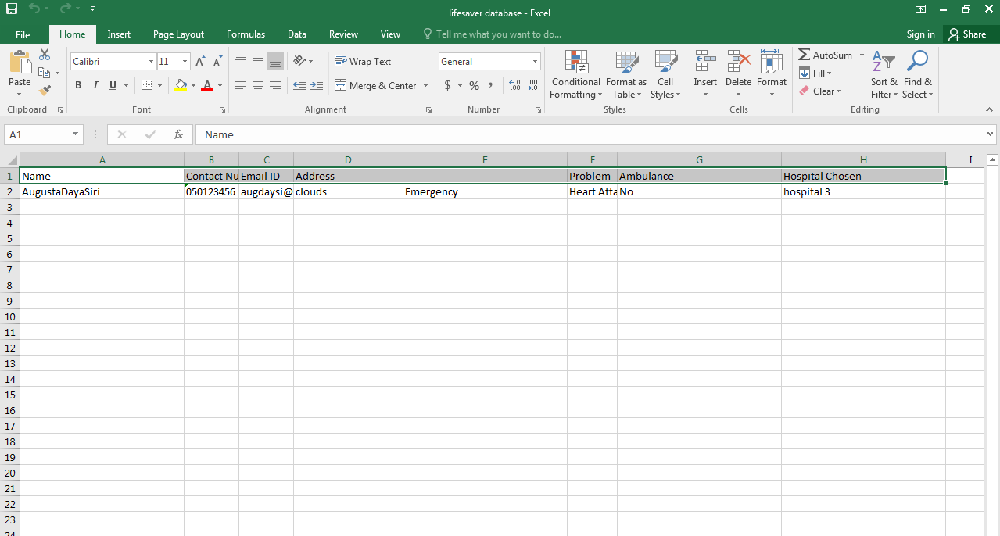 lifesaver database - Excel
File Home Insert Page Layout Formulas Data Review View Tell me what you want to do... Sign in Share
Paste
Clipboard
Calibri 11
B I U
Font
Wrap Text
Merge & Center
Alignment
General
$ % ,
Number
Conditional Formatting
Format as Table
Cell Styles
Styles
Insert
Delete
Format
Cells
AutoSum
Fill
Clear
Sort & Filter
Find & Select
Editing
A1 fx Name
A B C D E F G H I
1 Name Contact Nu Email ID Address Problem Ambulance Hospital Chosen
2 AugustaDayaSiri 050123456 augdaysi@ clouds Emergency Heart Atta No hospital 3
3
4
5
6
7
8
9
10
11
12
13
14
15
16
17
18
19
20
21
22
23
24